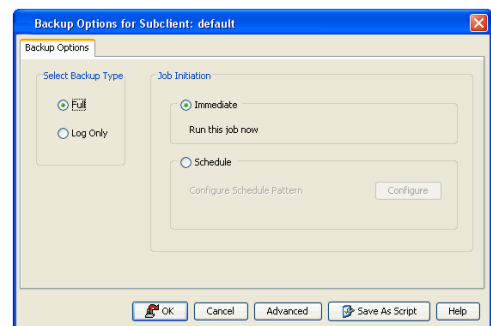 Backup Options for Subclient: default
Backup Options
Select Backup Type
Full
Log Only
Job Initiation
Immediate
Run this job now
Schedule
Configure Schedule Pattern
Configure
OK
Cancel
Advanced
Save As Script
Help